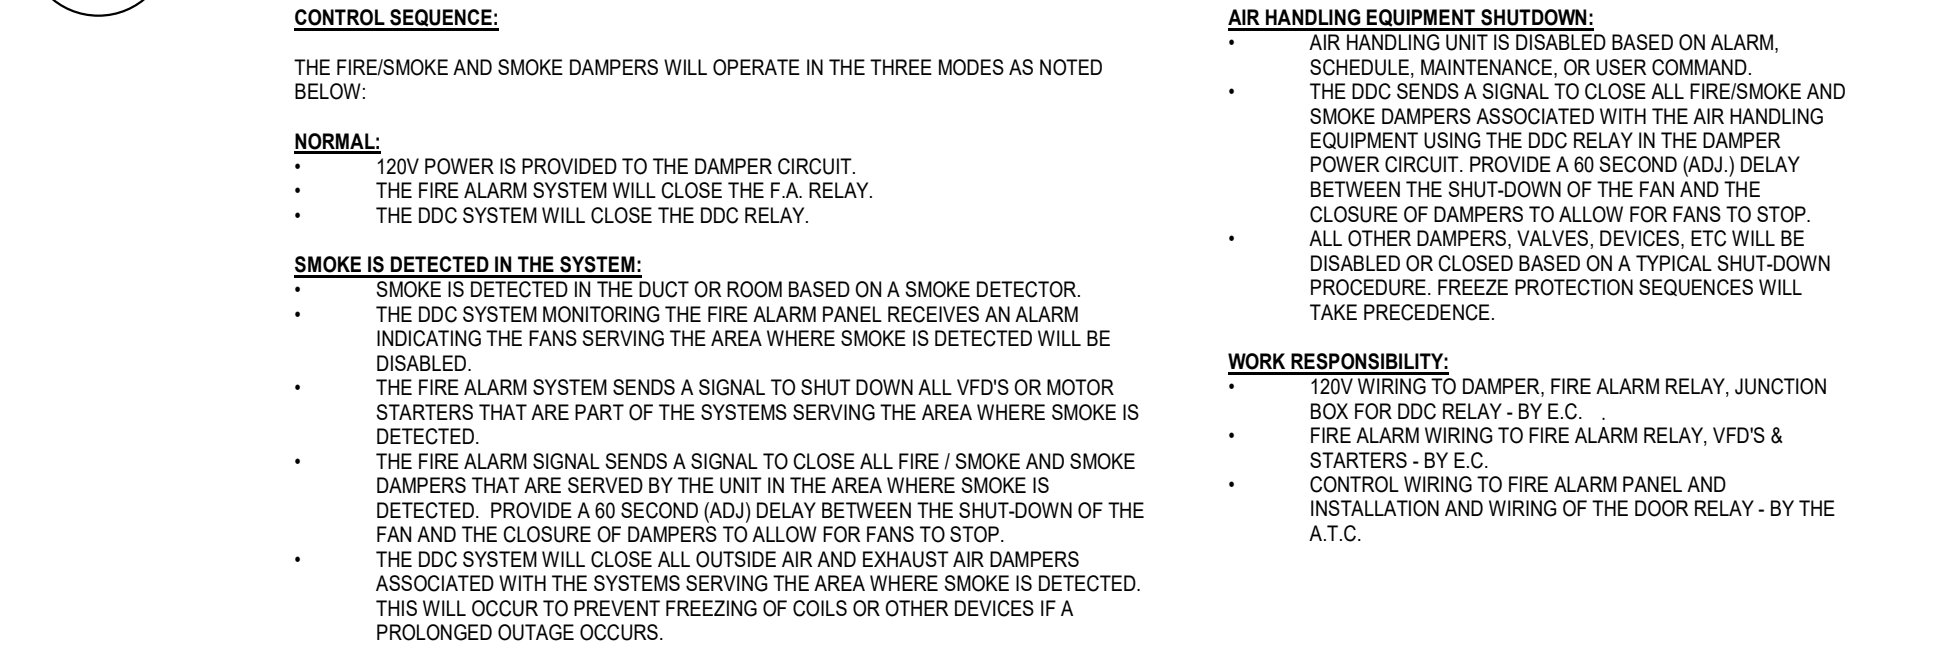 CONTROL SEQUENCE:
THE FIRE/SMOKE AND SMOKE DAMPERS WILL OPERATE IN THE THREE MODES AS NOTED
BELOW:
NORMAL:
• 120V POWER IS PROVIDED TO THE DAMPER CIRCUIT.
• THE FIRE ALARM SYSTEM WILL CLOSE THE F.A. RELAY.
• THE DDC SYSTEM WILL CLOSE THE DDC RELAY.
SMOKE IS DETECTED IN THE SYSTEM:
• SMOKE IS DETECTED IN THE DUCT OR ROOM BASED ON A SMOKE DETECTOR.
• THE DDC SYSTEM MONITORING THE FIRE ALARM PANEL RECEIVES AN ALARM
INDICATING THE FANS SERVING THE AREA WHERE SMOKE IS DETECTED WILL BE
DISABLED.
• THE FIRE ALARM SYSTEM SENDS A SIGNAL TO SHUT DOWN ALL VFD'S OR MOTOR
STARTERS THAT ARE PART OF THE SYSTEMS SERVING THE AREA WHERE SMOKE IS
DETECTED.
• THE FIRE ALARM SIGNAL SENDS A SIGNAL TO CLOSE ALL FIRE / SMOKE AND SMOKE
DAMPERS THAT ARE SERVED BY THE UNIT IN THE AREA WHERE SMOKE IS
DETECTED. PROVIDE A 60 SECOND (ADJ) DELAY BETWEEN THE SHUT-DOWN OF THE
FAN AND THE CLOSURE OF DAMPERS TO ALLOW FOR FANS TO STOP.
• THE DDC SYSTEM WILL CLOSE ALL OUTSIDE AIR AND EXHAUST AIR DAMPERS
ASSOCIATED WITH THE SYSTEMS SERVING THE AREA WHERE SMOKE IS DETECTED.
THIS WILL OCCUR TO PREVENT FREEZING OF COILS OR OTHER DEVICES IF A
PROLONGED OUTAGE OCCURS.
AIR HANDLING EQUIPMENT SHUTDOWN:
• AIR HANDLING UNIT IS DISABLED BASED ON ALARM,
SCHEDULE, MAINTENANCE, OR USER COMMAND.
• THE DDC SENDS A SIGNAL TO CLOSE ALL FIRE/SMOKE AND
SMOKE DAMPERS ASSOCIATED WITH THE AIR HANDLING
EQUIPMENT USING THE DDC RELAY IN THE DAMPER
POWER CIRCUIT. PROVIDE A 60 SECOND (ADJ.) DELAY
BETWEEN THE SHUT-DOWN OF THE FAN AND THE
CLOSURE OF DAMPERS TO ALLOW FOR FANS TO STOP.
• ALL OTHER DAMPERS, VALVES, DEVICES, ETC WILL BE
DISABLED OR CLOSED BASED ON A TYPICAL SHUT-DOWN
PROCEDURE. FREEZE PROTECTION SEQUENCES WILL
TAKE PRECEDENCE.
WORK RESPONSIBILITY:
• 120V WIRING TO DAMPER, FIRE ALARM RELAY, JUNCTION
BOX FOR DDC RELAY - BY E.C. .
• FIRE ALARM WIRING TO FIRE ALARM RELAY, VFD'S &
STARTERS - BY E.C.
• CONTROL WIRING TO FIRE ALARM PANEL AND
INSTALLATION AND WIRING OF THE DOOR RELAY - BY THE
A.T.C.